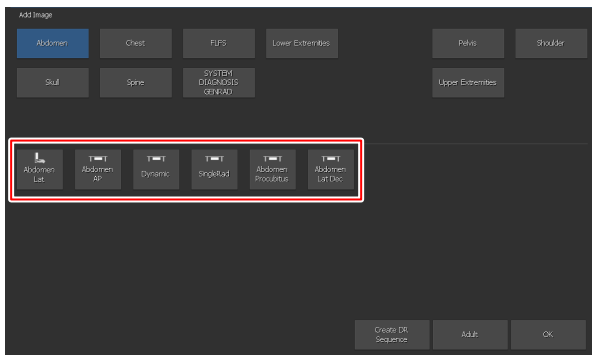 Add Image
Abdomen
Chest
FLFS
Lower Extremities
Pelvis
Shoulder
Skull
Spine
SYSTEM
DIAGNOSIS
GENRAD
Upper Extremities
Abdomen
Lat
Abdomen
AP
Dynamic
SingleRad
Abdomen
Procubitus
Abdomen
Lat Dec
Create DR
Sequence
Adult
OK